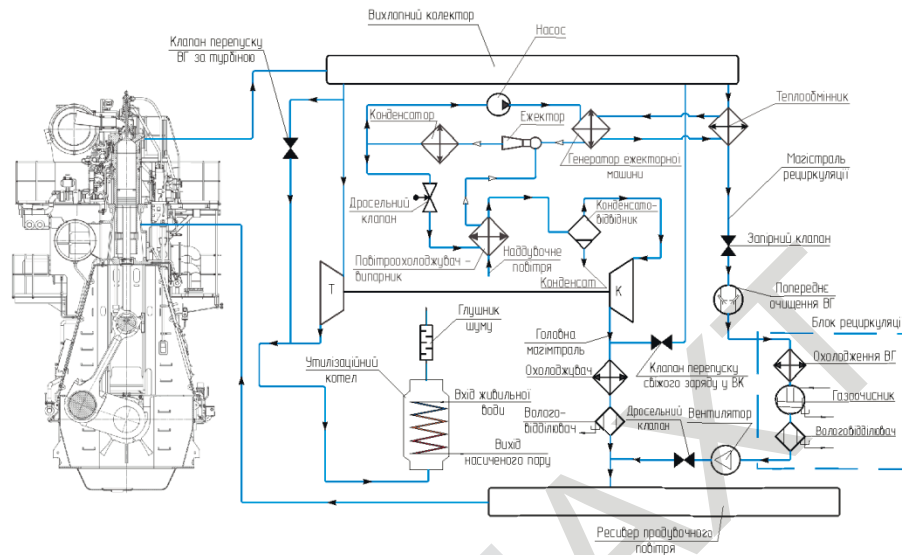 Вихлопний колектор
Насос
Клапан перепуску
ВГ за турбіною
Конденсатор
Ежектор
Теплообмінник
Генератор ежекторної
машини
Магістраль
рециркуляції
Дросельний
клапан
Конденсато-
відвідник
Запірний клапан
Повітроохолоджувач -
випарник
Наддувочне
повітря
Конденсат
Попереднє
очищення ВГ
Т
К
Глушник
шуму
Блок рециркуляції
Головна
магімтраль
Утилізаційний
котел
Охолоджувач
Клапан перепуску
свіжого заряду у ВК
Охолодження ВГ
Вхід живильної
води
Газоочисник
Волого-
відділювач
Дросельний
клапан
Вентилятор
Вологовідділювач
Вихід
насиченого пару
Ресивер продувочного
повітря
АХТ